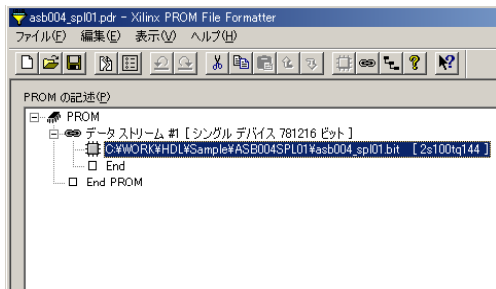 asb004_spl01.pdr - Xilinx PROM File Formatter
ファイル(F) 編集(E) 表示(V) ヘルプ(H)
PROM の記述(P)
PROM
データ ストリーム #1 [ シングル デバイス 781216 ビット ]
C:¥WORK¥HDL¥Sample¥ASB004SPL01¥asb004_spl01.bit [ 2s100tq144 ]
End
End PROM